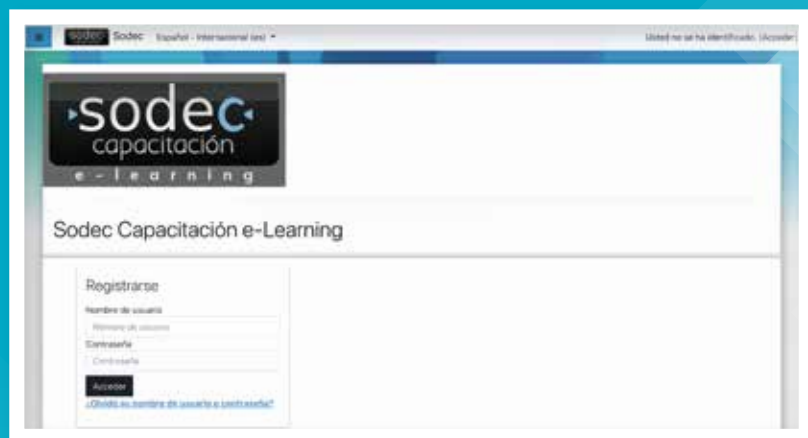 sodec Sodec Español - Internacional (es)
Usted no se ha identificado. (Acceder)
sodec
capacitación
e-learning
Sodec Capacitación e-Learning
Registrarse
Nombre de usuario
Nombre de usuario
Contraseña
Contraseña
Acceder
¿Olvidó su nombre de usuario o contraseña?